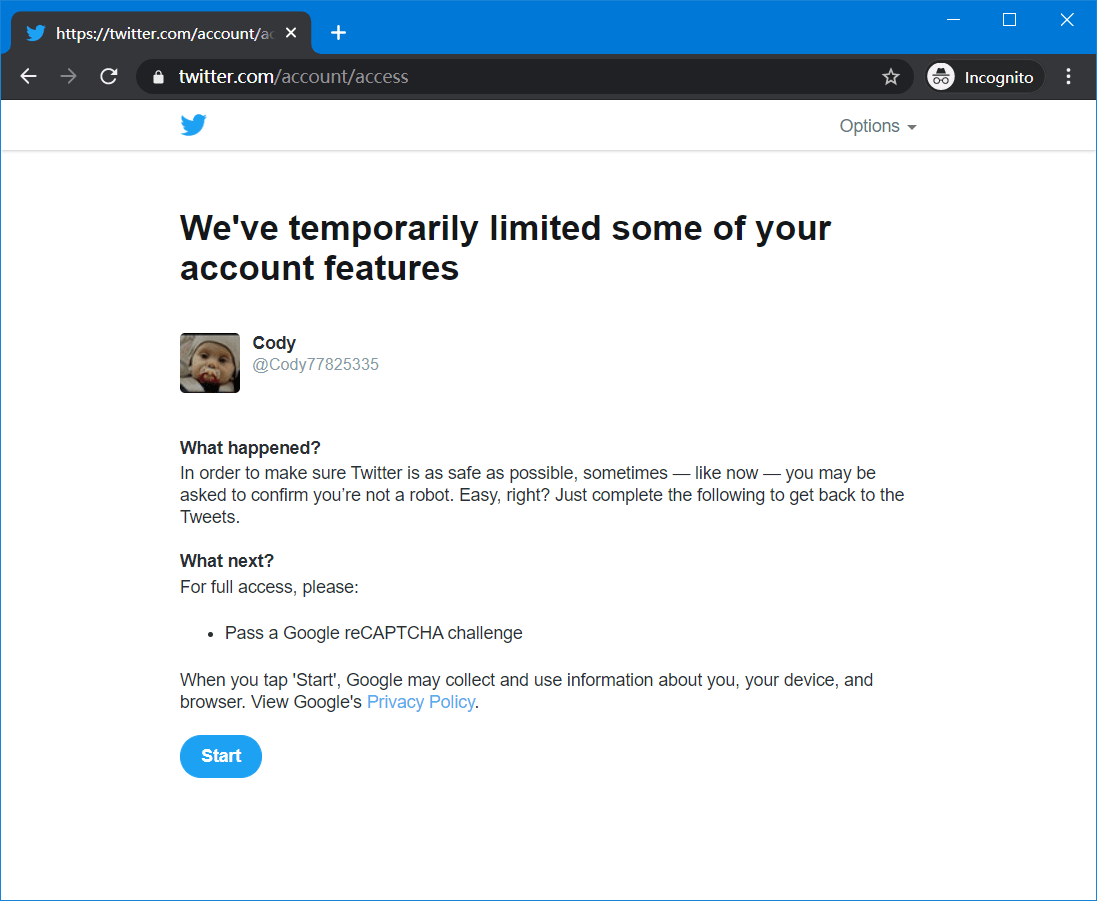 https://twitter.com/account/ac
twitter.com/account/access
Incognito
Options
We've temporarily limited some of your
account features
Cody
@Cody77825335
What happened?
In order to make sure Twitter is as safe as possible, sometimes — like now — you may be
asked to confirm you’re not a robot. Easy, right? Just complete the following to get back to the
Tweets.
What next?
For full access, please:
• Pass a Google reCAPTCHA challenge
When you tap 'Start', Google may collect and use information about you, your device, and
browser. View Google's Privacy Policy.
Start